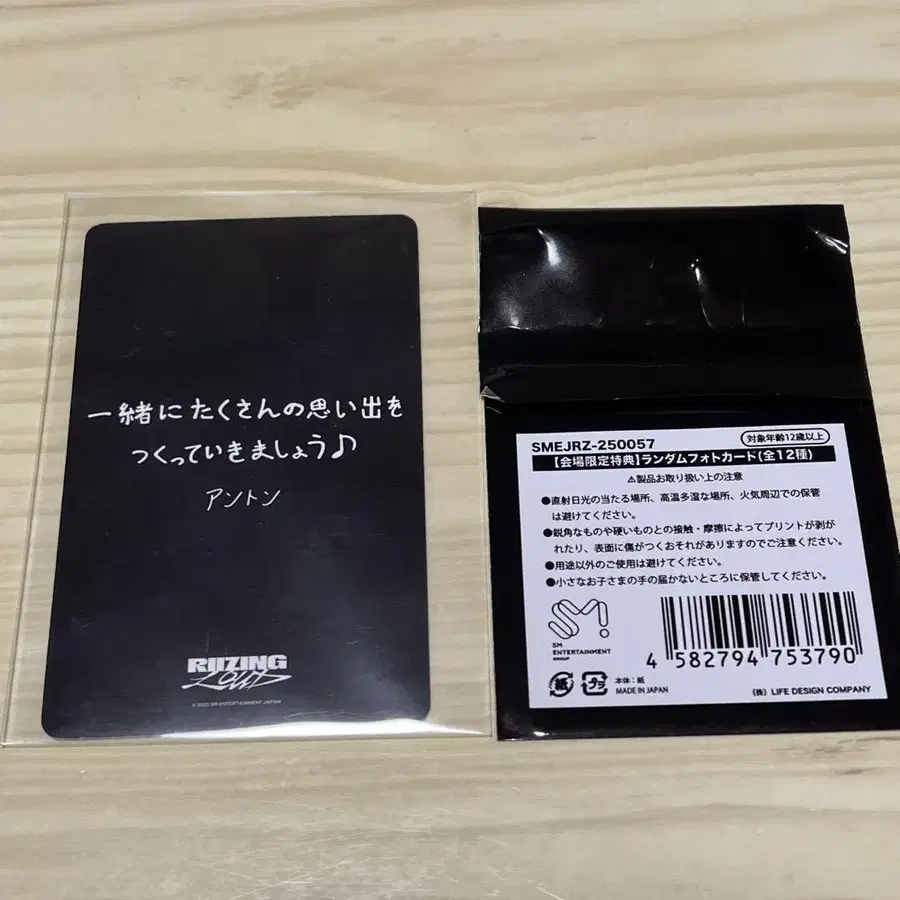 一緒にたくさんの思い出を
つくっていきましょう♪
アントン
RIIZING
LOUD
© 2025 SM ENTERTAINMENT JAPAN
SMEJRZ-250057
対象年齢12歳以上
【会場限定特典】ランダムフォトカード(全12種)
⚠製品お取り扱い上の注意
●直射日光の当たる場所、高温多湿な場所、火気周辺での保管
は避けてください。
●鋭角なものや硬いものとの接触・摩擦によってプリントが剥が
れたり、表面に傷がつくおそれがありますのでご注意ください。
●用途以外のご使用は避けてください。
●小さなお子さまの手の届かないところに保管してください。
SM
ENTERTAINMENT
GROUP
4 582794 753790
紙
プラ
本体：紙
MADE IN JAPAN
(株) LIFE DESIGN COMPANY